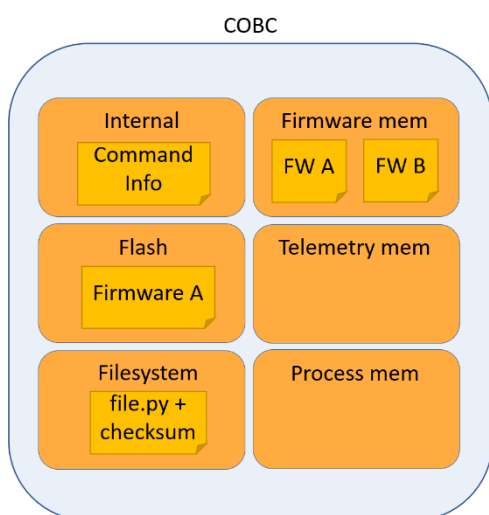 COBC
Internal
Command
Info
Firmware mem
FW A
FW B
Flash
Firmware A
Telemetry mem
Filesystem
file.py +
checksum
Process mem